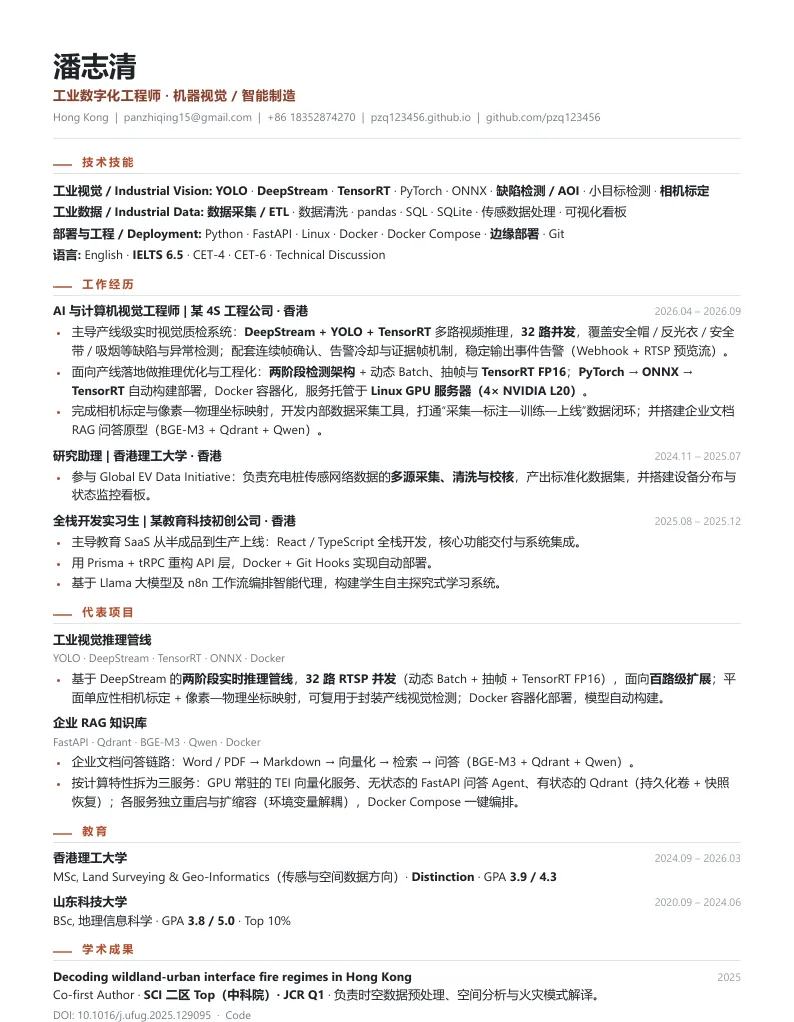 潘志清
工业数字化工程师 · 机器视觉 / 智能制造
Hong Kong | panzhiqing15@gmail.com | +86 18352874270 | pzq123456.github.io | github.com/pzq123456
技术技能
工业视觉 / Industrial Vision: YOLO · DeepStream · TensorRT · PyTorch · ONNX · 缺陷检测 / AOI · 小目标检测 · 相机标定
工业数据 / Industrial Data: 数据采集 / ETL · 数据清洗 · pandas · SQL · SQLite · 传感数据处理 · 可视化看板
部署与工程 / Deployment: Python · FastAPI · Linux · Docker · Docker Compose · 边缘部署 · Git
语言: English · IELTS 6.5 · CET-4 · CET-6 · Technical Discussion
工作经历
AI 与计算机视觉工程师 | 某 4S 工程公司 · 香港 2026.04 – 2026.09
• 主导产线级实时视觉质检系统：DeepStream + YOLO + TensorRT 多路视频推理，32 路并发，覆盖安全帽 / 反光衣 / 安全
带 / 吸烟等缺陷与异常检测；配套连续帧确认、告警冷却与证据帧机制，稳定输出事件告警（Webhook + RTSP 预览流）。
• 面向产线落地做推理优化与工程化：两阶段检测架构 + 动态 Batch、抽帧与 TensorRT FP16；PyTorch → ONNX →
TensorRT 自动构建部署，Docker 容器化，服务托管于 Linux GPU 服务器（4× NVIDIA L20）。
• 完成相机标定与像素—物理坐标映射，开发内部数据采集工具，打通“采集—标注—训练—上线”数据闭环；并搭建企业文档
RAG 问答原型（BGE-M3 + Qdrant + Qwen）。
研究助理 | 香港理工大学 · 香港 2024.11 – 2025.07
• 参与 Global EV Data Initiative：负责充电桩传感网络数据的多源采集、清洗与校核，产出标准化数据集，并搭建设备分布与
状态监控看板。
全栈开发实习生 | 某教育科技初创公司 · 香港 2025.08 – 2025.12
• 主导教育 SaaS 从半成品到生产上线：React / TypeScript 全栈开发，核心功能交付与系统集成。
• 用 Prisma + tRPC 重构 API 层，Docker + Git Hooks 实现自动部署。
• 基于 Llama 大模型及 n8n 工作流编排智能代理，构建学生自主探究式学习系统。
代表项目
工业视觉推理管线
YOLO · DeepStream · TensorRT · ONNX · Docker
• 基于 DeepStream 的两阶段实时推理管线，32 路 RTSP 并发（动态 Batch + 抽帧 + TensorRT FP16），面向百路级扩展；平
面单应性相机标定 + 像素—物理坐标映射，可复用于封装产线视觉检测；Docker 容器化部署，模型自动构建。
企业 RAG 知识库
FastAPI · Qdrant · BGE-M3 · Qwen · Docker
• 企业文档问答链路：Word / PDF → Markdown → 向量化 → 检索 → 问答（BGE-M3 + Qdrant + Qwen）。
• 按计算特性拆为三服务：GPU 常驻的 TEI 向量化服务、无状态的 FastAPI 问答 Agent、有状态的 Qdrant（持久化卷 + 快照
恢复）；各服务独立重启与扩缩容（环境变量解耦），Docker Compose 一键编排。
教育
香港理工大学 2024.09 – 2026.03
MSc, Land Surveying & Geo-Informatics（传感与空间数据方向）· Distinction · GPA 3.9 / 4.3
山东科技大学 2020.09 – 2024.06
BSc, 地理信息科学 · GPA 3.8 / 5.0 · Top 10%
学术成果
Decoding wildland-urban interface fire regimes in Hong Kong 2025
Co-first Author · SCI 二区 Top（中科院）· JCR Q1 · 负责时空数据预处理、空间分析与火灾模式解译。
DOI: 10.1016/j.ufug.2025.129095 · Code